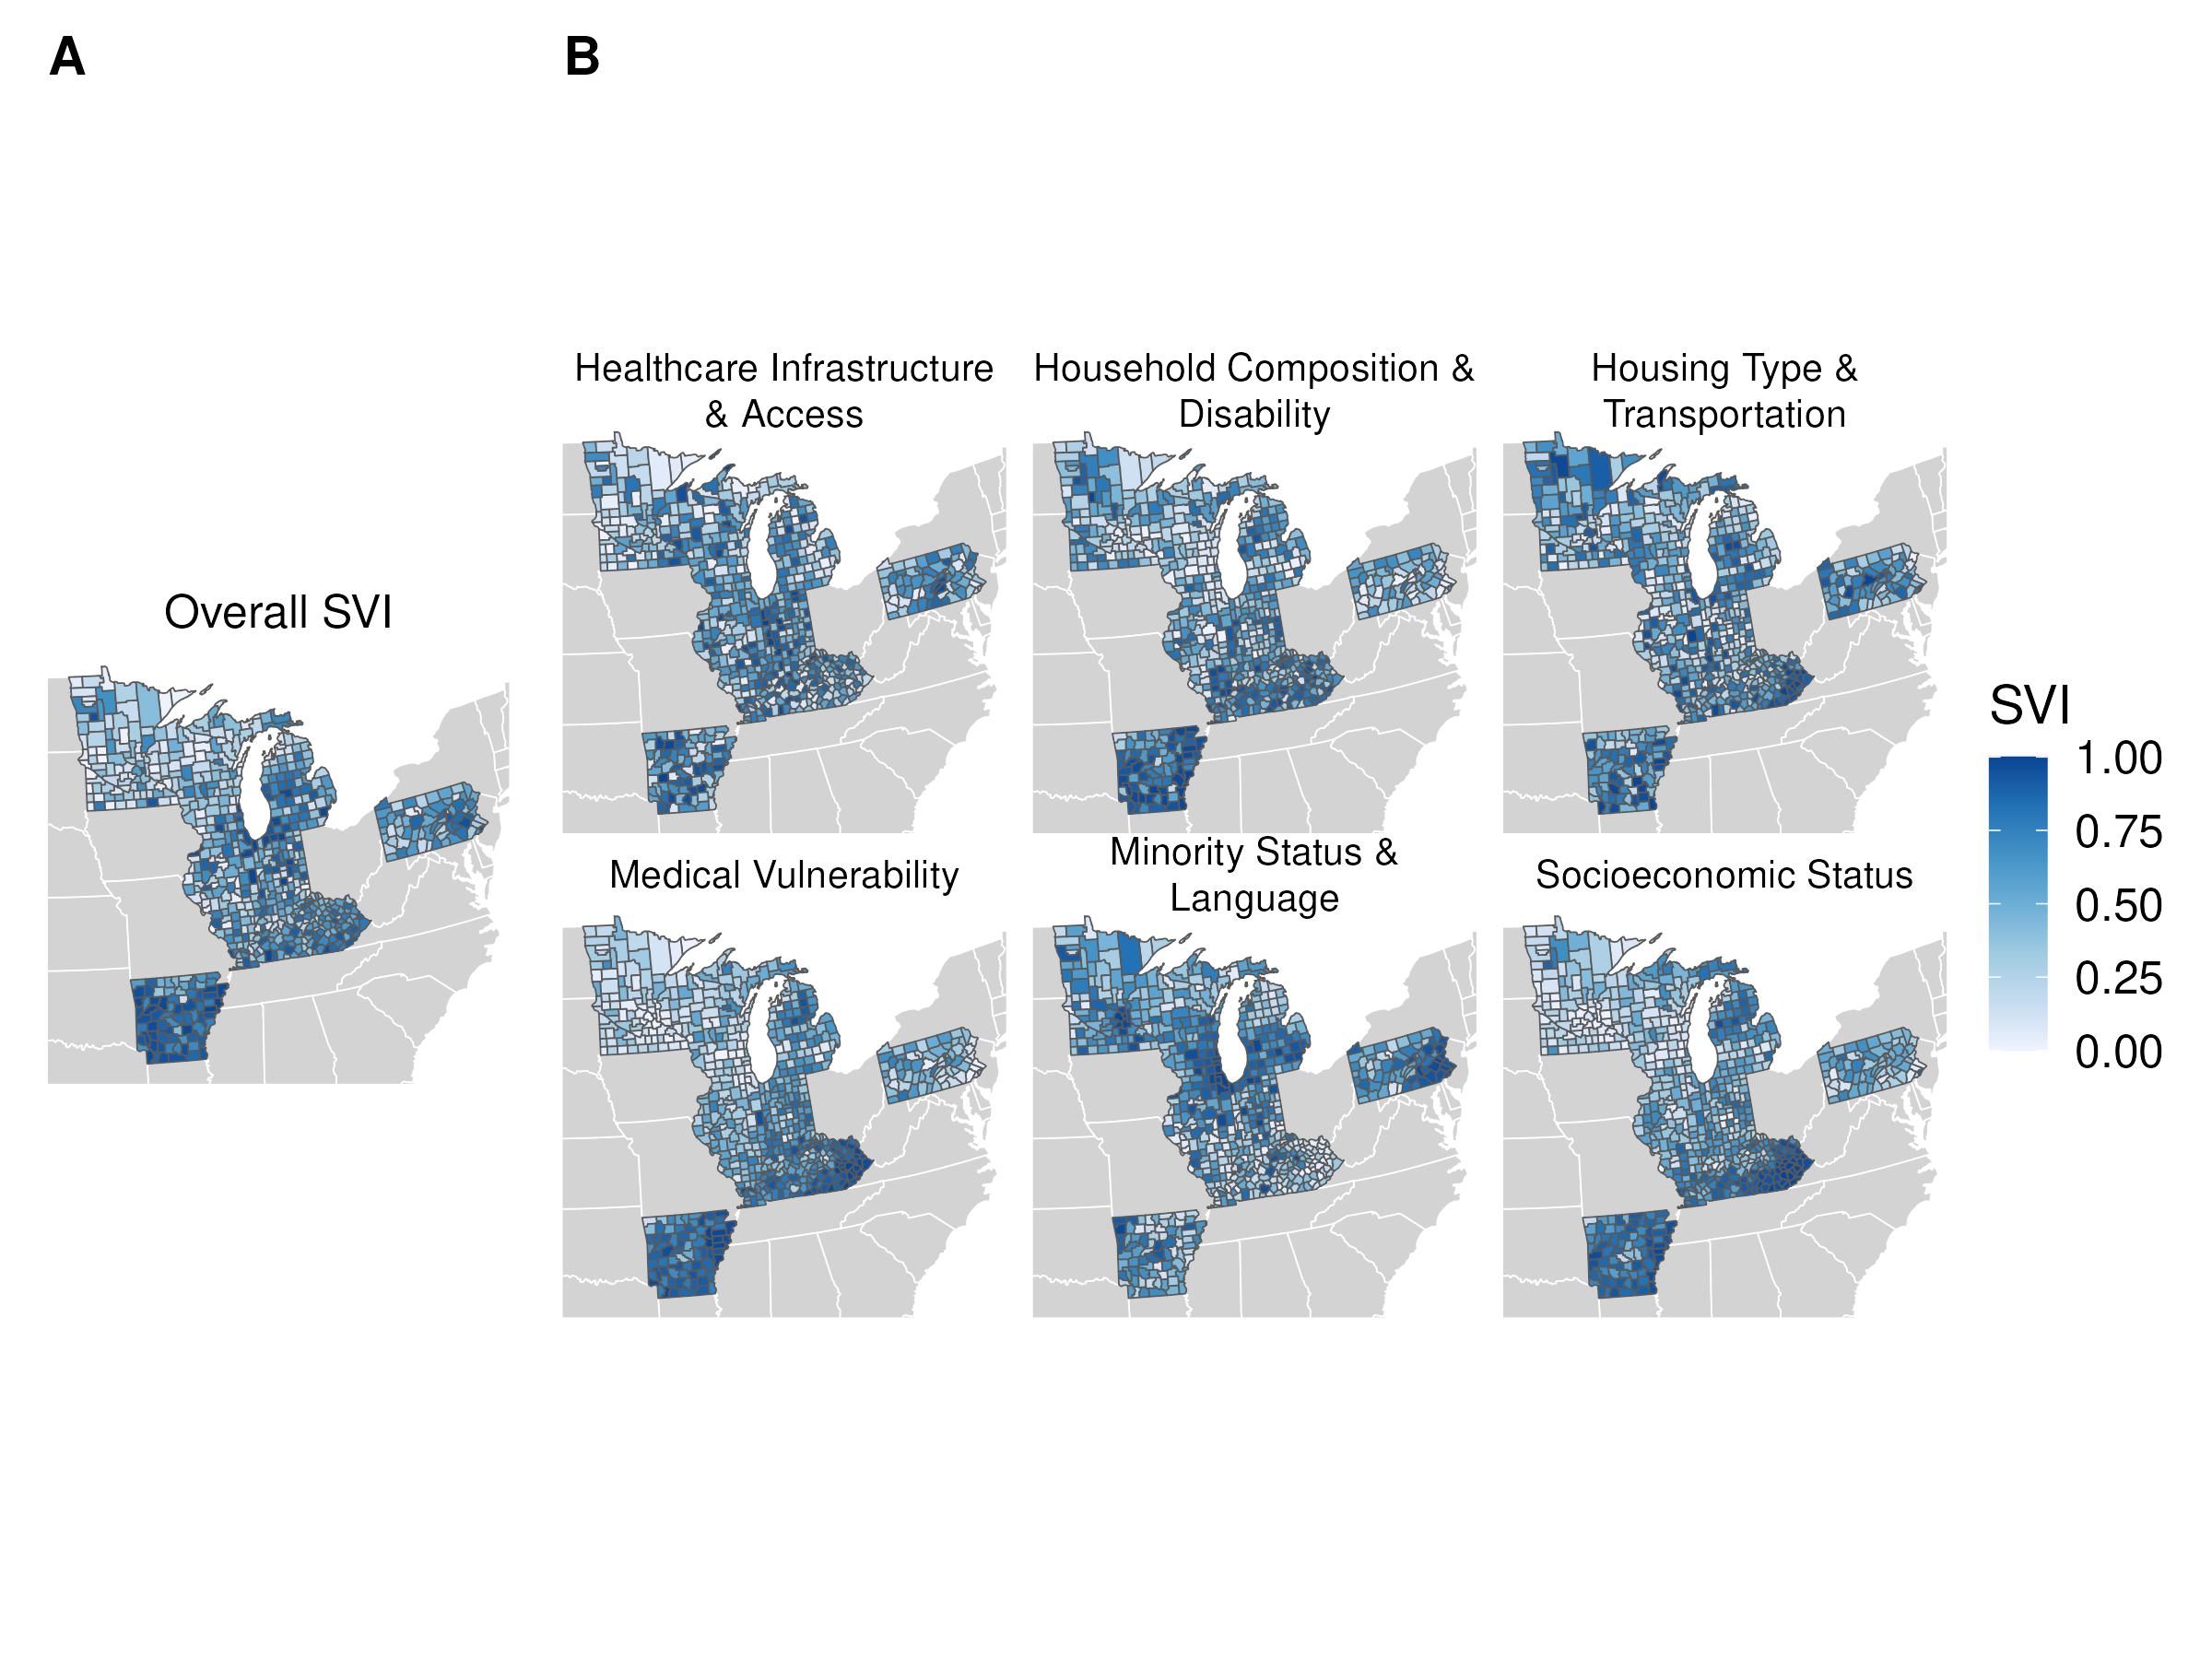 A
B
Overall SVI
Healthcare Infrastructure
& Access
Household Composition &
Disability
Housing Type &
Transportation
Medical Vulnerability
Minority Status &
Language
Socioeconomic Status
SVI
1.00
0.75
0.50
0.25
0.00